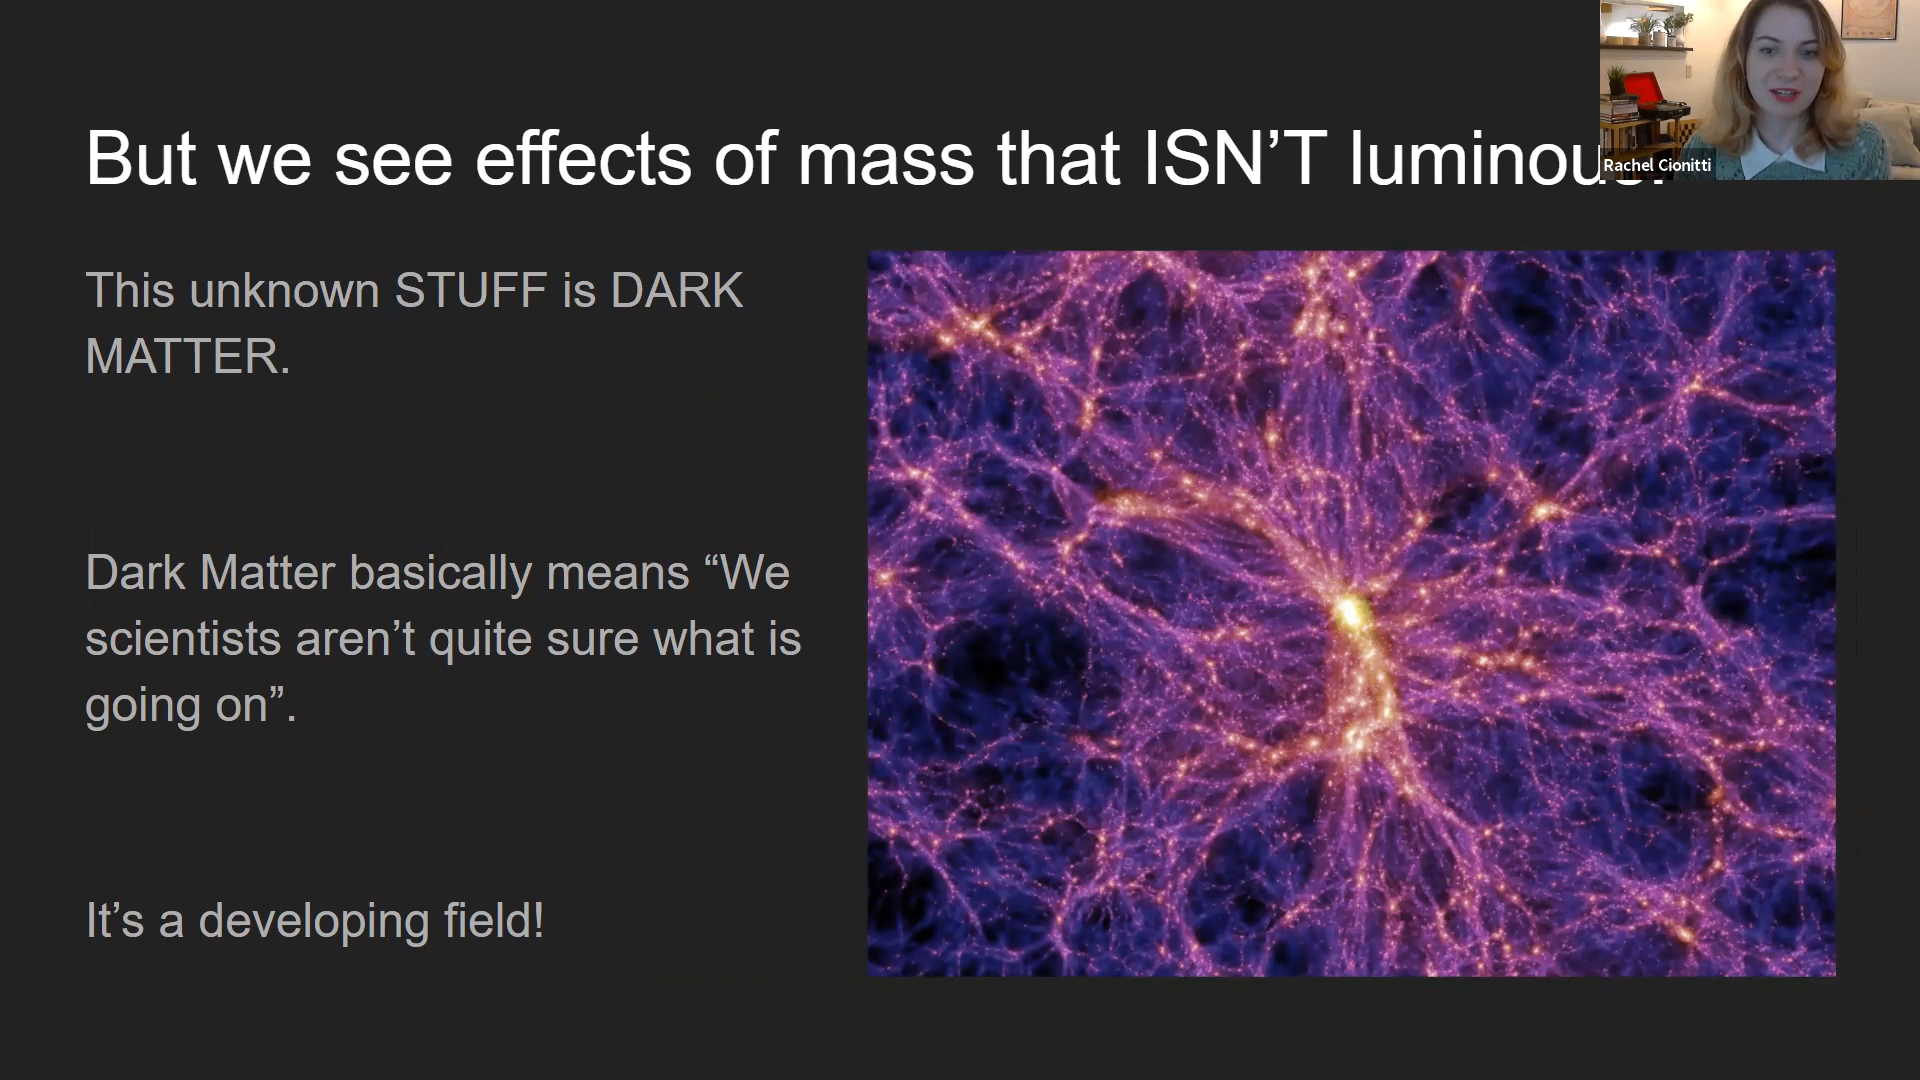 But we see effects of mass that ISN’T luminous.
Rachel Cionitti
This unknown STUFF is DARK
MATTER.
Dark Matter basically means “We
scientists aren’t quite sure what is
going on”.
It’s a developing field!